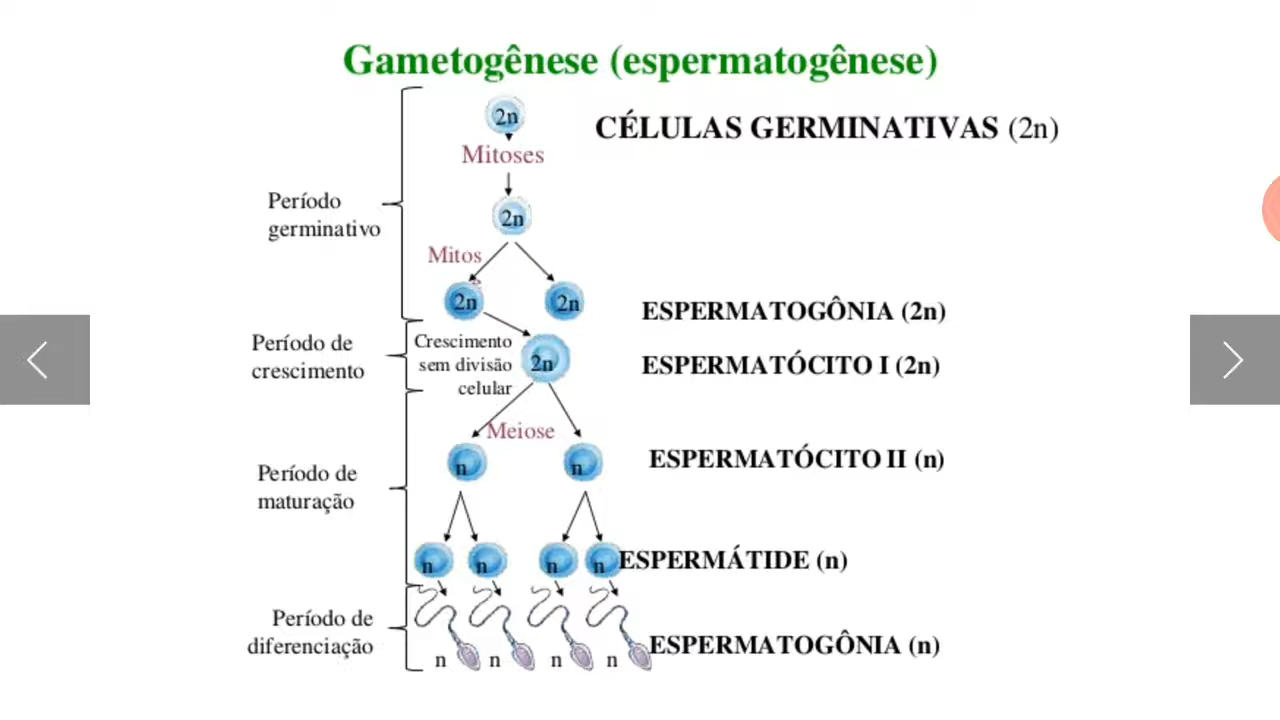 Gametogênese (espermatogênese)
2n
CÉLULAS GERMINATIVAS (2n)
Mitoses
Período
germinativo
2n
Mitos
2n
2n
ESPERMATOGÔNIA (2n)
Período de
crescimento
Crescimento
sem divisão
celular
2n
ESPERMATÓCITO I (2n)
Meiose
Período de
maturação
n
n
ESPERMATÓCITO II (n)
n
n
n
n
ESPERMÁTIDE (n)
Período de
diferenciação
n
n
n
n
ESPERMATOGÔNIA (n)